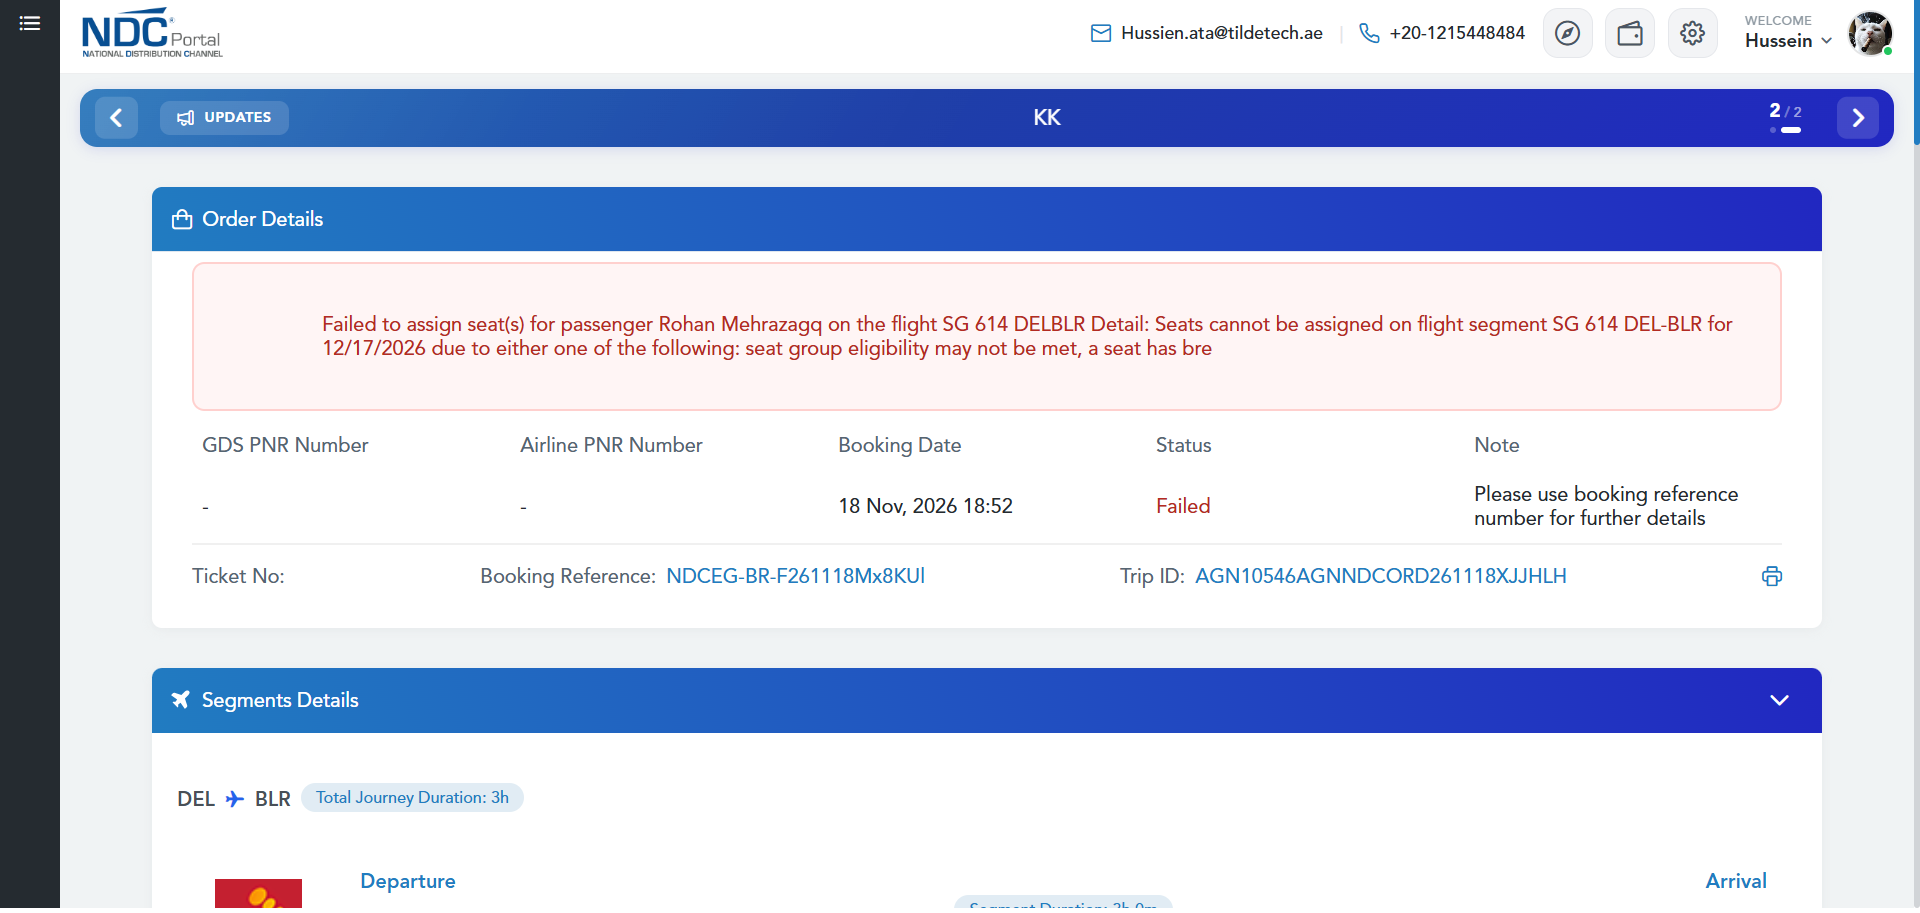 NDC Portal
NATIONAL DISTRIBUTION CHANNEL
Hussien.ata@tildetech.ae
+20-1215448484
WELCOME
Hussein
UPDATES
KK
2 / 2
Order Details
Failed to assign seat(s) for passenger Rohan Mehrazagq on the flight SG 614 DELBLR Detail: Seats cannot be assigned on flight segment SG 614 DEL-BLR for
12/17/2026 due to either one of the following: seat group eligibility may not be met, a seat has bre
GDS PNR Number Airline PNR Number Booking Date Status Note
- - 18 Nov, 2026 18:52 Failed Please use booking reference
number for further details
Ticket No: Booking Reference: NDCEG-BR-F261118Mx8KUl Trip ID: AGN10546AGNNDCORD261118XJJHLH
Segments Details
DEL BLR Total Journey Duration: 3h
Departure Arrival
Segment Duration: 3h 0m